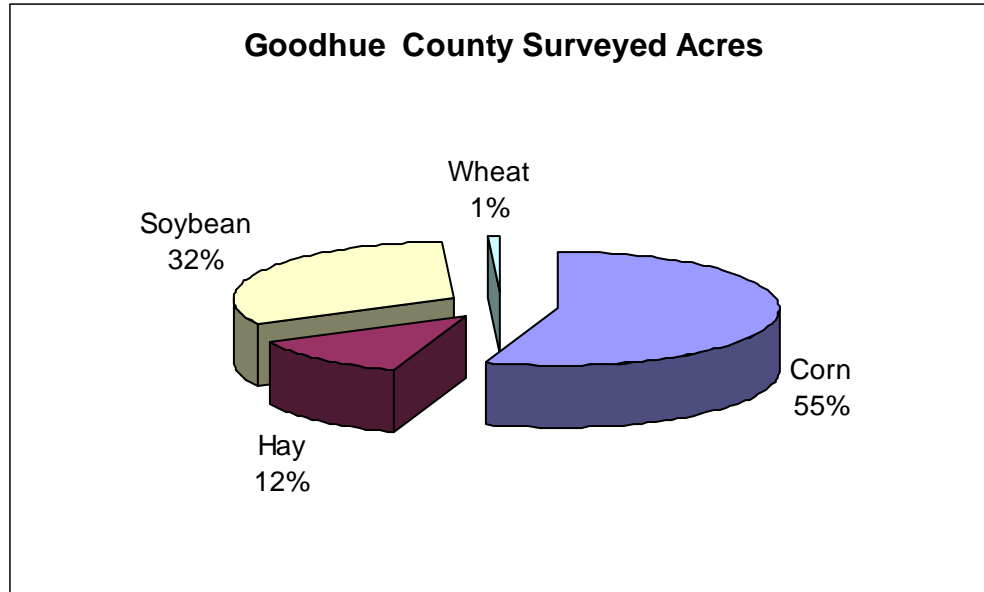 Goodhue  County Surveyed Acres
Wheat
1%
Soybean
32%
Corn
55%
Hay
12%